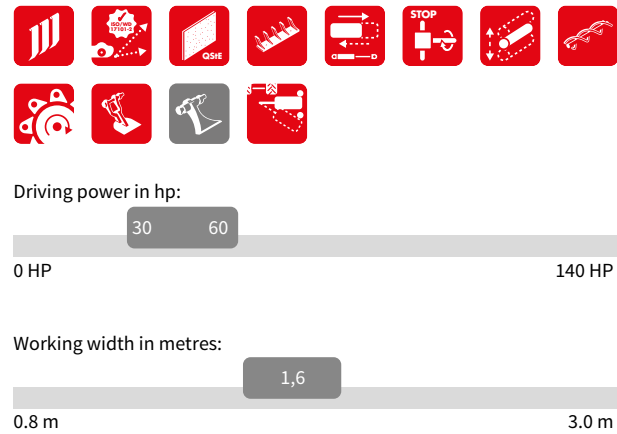 ISO/WD
17101-2
QStE
STOP
Driving power in hp:
30 60
0 HP 140 HP
Working width in metres:
1,6
0.8 m 3.0 m